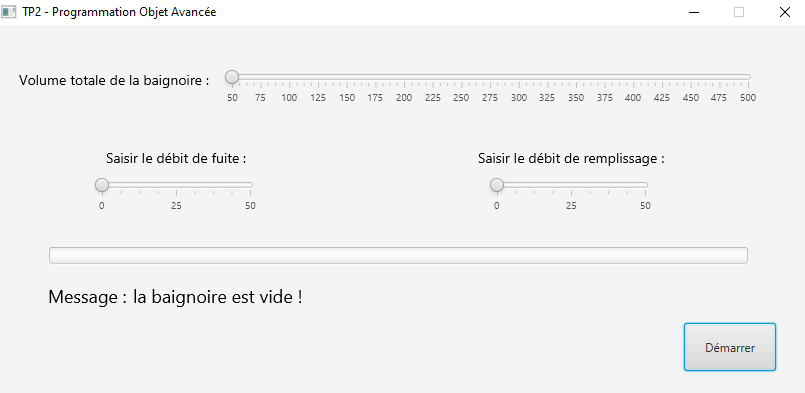 TP2 - Programmation Objet Avancée
Volume totale de la baignoire :
50 75 100 125 150 175 200 225 250 275 300 325 350 375 400 425 450 475 500
Saisir le débit de fuite :
Saisir le débit de remplissage :
0 25 50
0 25 50
Message : la baignoire est vide !
Démarrer